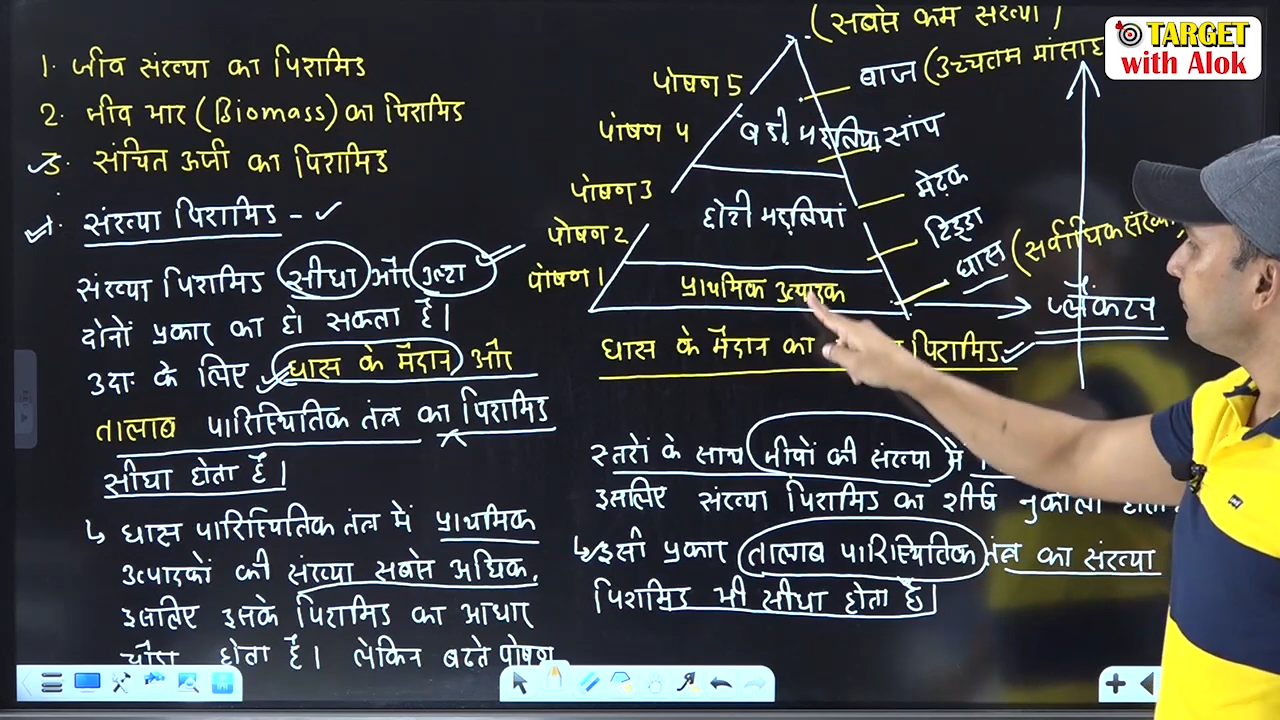 1. जीव संख्या का पिरामिड
2. जीव भार (Biomass) का पिरामिड
3. संचित ऊर्जा का पिरामिड
1. संख्या पिरामिड -
संख्या पिरामिड सीधा और उल्टा
दोनों प्रकार का हो सकता है।
उदा. के लिए घास के मैदान और
तालाब पारिस्थितिक तंत्र का पिरामिड
सीधा होता है।
घास पारिस्थितिक तंत्र में प्राथमिक
उत्पादकों की संख्या सबसे अधिक,
इसलिए इसके पिरामिड का आधार
चौड़ा होता है। लेकिन बढ़ते पोषण
(सबसे कम संख्या)
पोषण 5
बाज (उच्चतम
पोषण 4
बड़ी मछलियां
सांप
पोषण 3
मेंढक
छोटी मछलियां
पोषण 2
टिड्डा
पोषण 1
प्राथमिक उत्पादक
घास (सर्वाधिक
प्लैंकटन
घास के मैदान का पिरामिड
स्तरों के साथ जीवों की संख्या में
इसलिए संख्या पिरामिड का शीर्ष नुकीला
इसी प्रकार तालाब पारिस्थितिक तंत्र का संख्या
पिरामिड भी सीधा होता है।
TARGET
with Alok